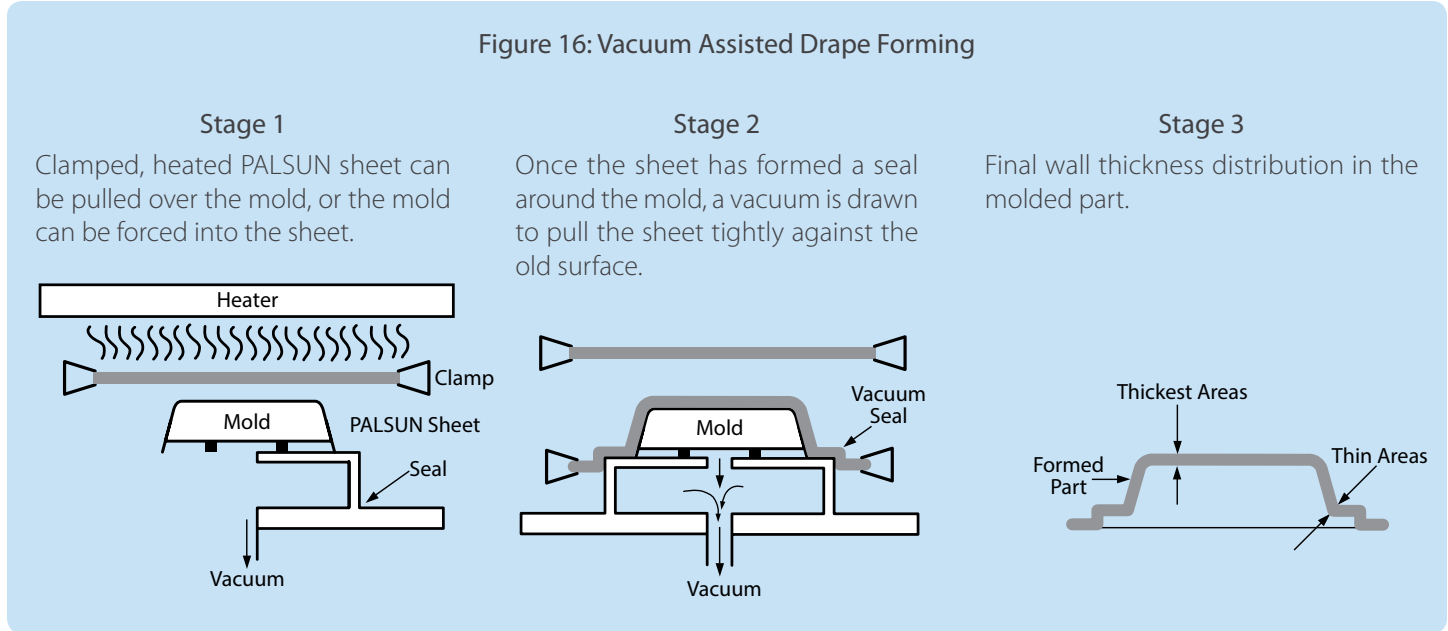 Figure 16: Vacuum Assisted Drape Forming
Stage 1
Clamped, heated PALSUN sheet can
be pulled over the mold, or the mold
can be forced into the sheet.
Heater
Clamp
Mold
PALSUN Sheet
Seal
Vacuum
Stage 2
Once the sheet has formed a seal
around the mold, a vacuum is drawn
to pull the sheet tightly against the
old surface.
Vacuum
Seal
Mold
Vacuum
Stage 3
Final wall thickness distribution in the
molded part.
Thickest Areas
Formed
Part
Thin Areas